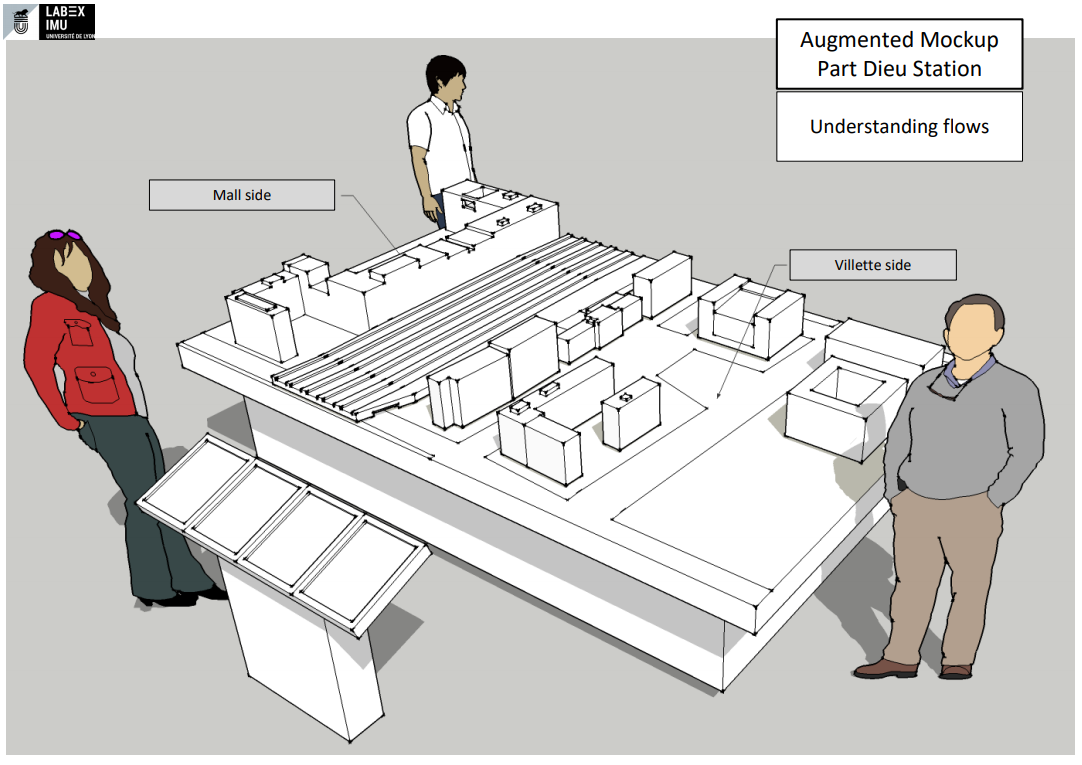 LABEX
IMU
UNIVERSITÉ DE LYON
Augmented Mockup
Part Dieu Station
Understanding flows
Mall side
Villette side